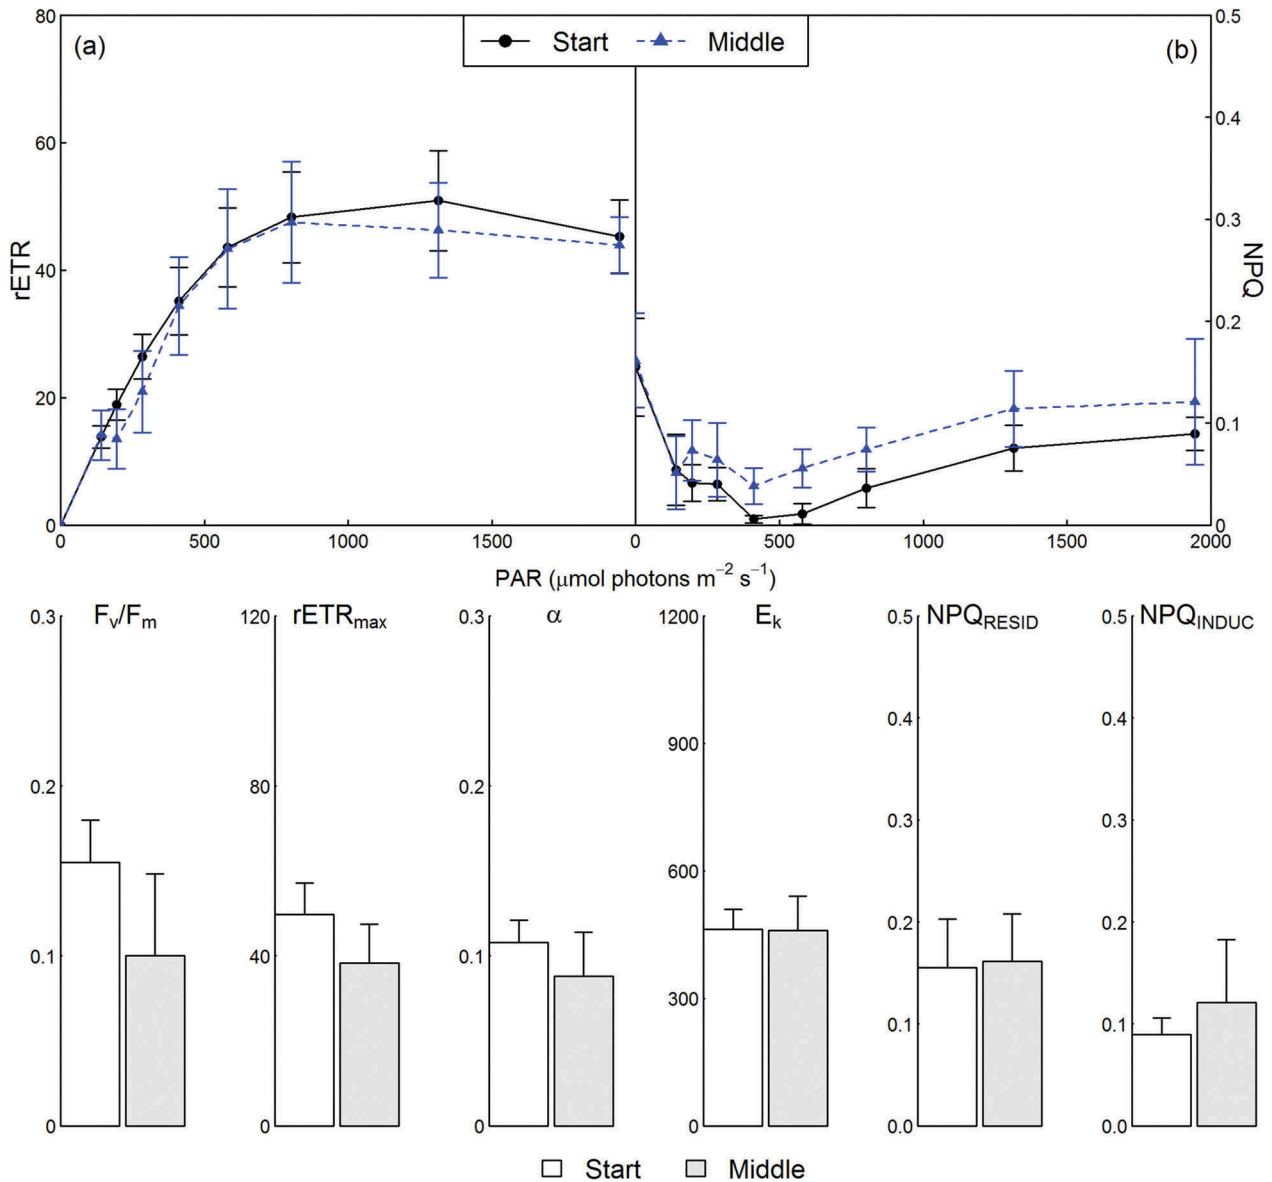 80 (a) Start Middle (b) 0.5
60 0.4
40 0.3
rETR NPQ
20 0.2
0.1
0 0
0 500 1000 1500 0 500 1000 1500 2000
PAR (μmol photons m⁻² s⁻¹)
Fv/Fm rETRmax α Ek NPQRESID NPQINDUC
0.3 120 0.3 1200 0.5 0.5
0.4 0.4
900
0.2 80 0.2 0.3 0.3
600
0.2 0.2
0.1 40 0.1
300
0.1 0.1
0 0 0 0 0.0 0.0
Start Middle